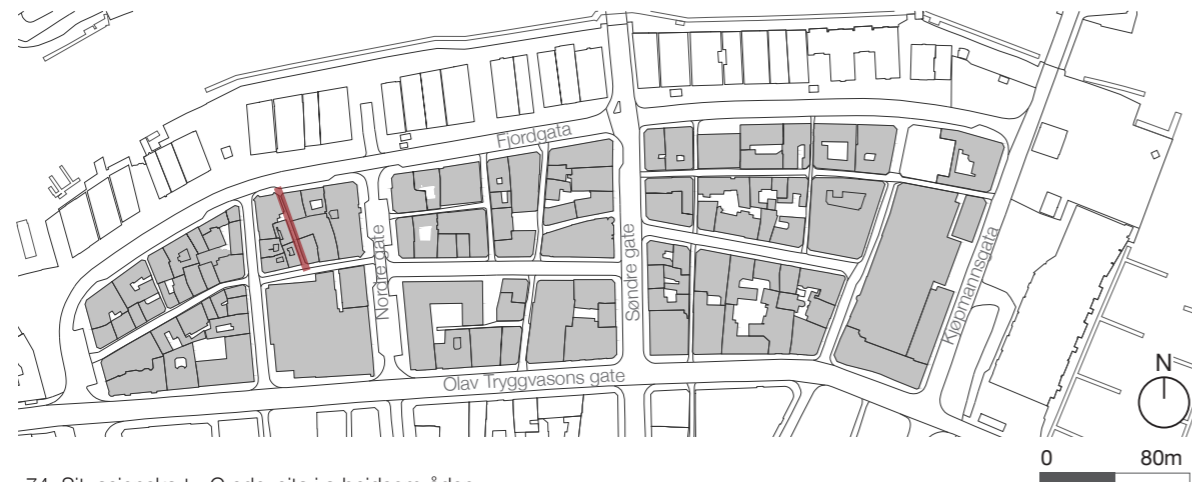 Fjordgata
Nordre gate
Søndre gate
Kjøpmannsgata
Olav Tryggvasons gate
N
0 80m